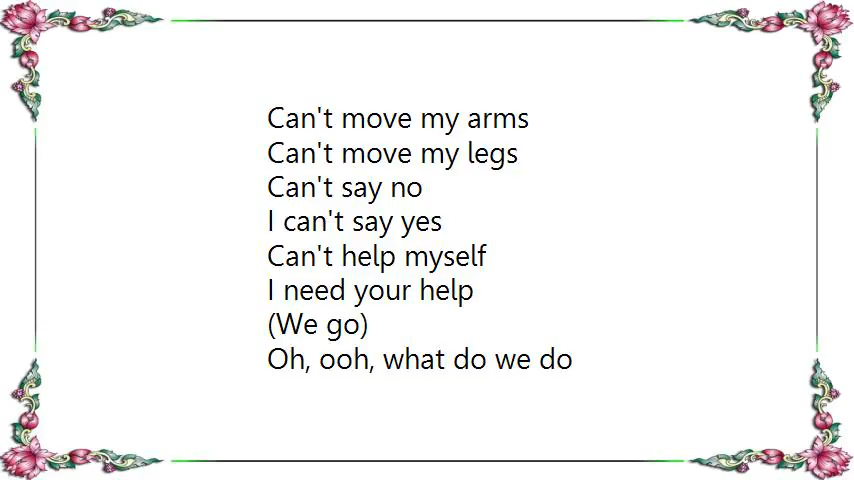 Can't move my arms
Can't move my legs
Can't say no
I can't say yes
Can't help myself
I need your help
(We go)
Oh, ooh, what do we do